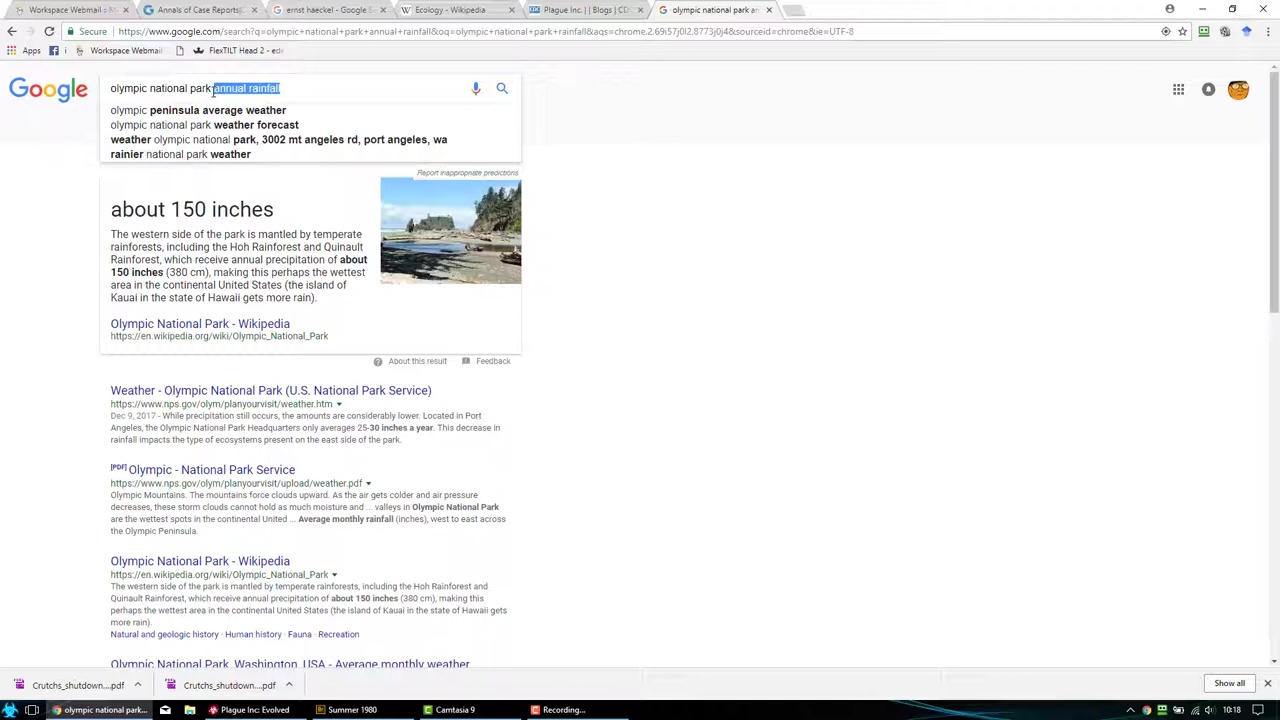 Workspace Webmail :: M
Annals of Case Reports|
ernst haeckel - Google S
Ecology - Wikipedia
Plague Inc. | Blogs | CD
olympic national park an
Secure
https://www.google.com/search?q=olympic+national+park+annual+rainfall&oq=olympic+national+park+rainfall&aqs=chrome.2.69i57j0l2.8773j0j4&sourceid=chrome&ie=UTF-8
Apps
Workspace Webmail
FlexTILT Head 2 - ede
Google
olympic national park annual rainfall
olympic peninsula average weather
olympic national park weather forecast
weather olympic national park, 3002 mt angeles rd, port angeles, wa
rainier national park weather
Report inappropriate predictions
about 150 inches
The western side of the park is mantled by temperate
rainforests, including the Hoh Rainforest and Quinault
Rainforest, which receive annual precipitation of about
150 inches (380 cm), making this perhaps the wettest
area in the continental United States (the island of
Kauai in the state of Hawaii gets more rain).
Olympic National Park - Wikipedia
https://en.wikipedia.org/wiki/Olympic_National_Park
About this result
Feedback
Weather - Olympic National Park (U.S. National Park Service)
https://www.nps.gov/olym/planyourvisit/weather.htm
Dec 9, 2017 - While precipitation still occurs, the amounts are considerably lower. Located in Port
Angeles, the Olympic National Park Headquarters only averages 25-30 inches a year. This decrease in
rainfall impacts the type of ecosystems present on the east side of the park.
[PDF] Olympic - National Park Service
https://www.nps.gov/olym/planyourvisit/upload/weather.pdf
Olympic Mountains. The mountains force clouds upward. As the air gets colder and air pressure
decreases, these storm clouds cannot hold as much moisture and ... valleys in Olympic National Park
are the wettest spots in the continental United ... Average monthly rainfall (inches), west to east across
the Olympic Peninsula.
Olympic National Park - Wikipedia
https://en.wikipedia.org/wiki/Olympic_National_Park
The western side of the park is mantled by temperate rainforests, including the Hoh Rainforest and
Quinault Rainforest, which receive annual precipitation of about 150 inches (380 cm), making this
perhaps the wettest area in the continental United States (the island of Kauai in the state of Hawaii gets
more rain).
Natural and geologic history · Human history · Fauna · Recreation
Olympic National Park, Washington, USA - Average monthly weather
Crutchs_shutdown....pdf
Crutchs_shutdown....pdf
Show all
olympic national park...
Plague Inc: Evolved
Summer 1980
Camtasia 9
Recording...
10:18